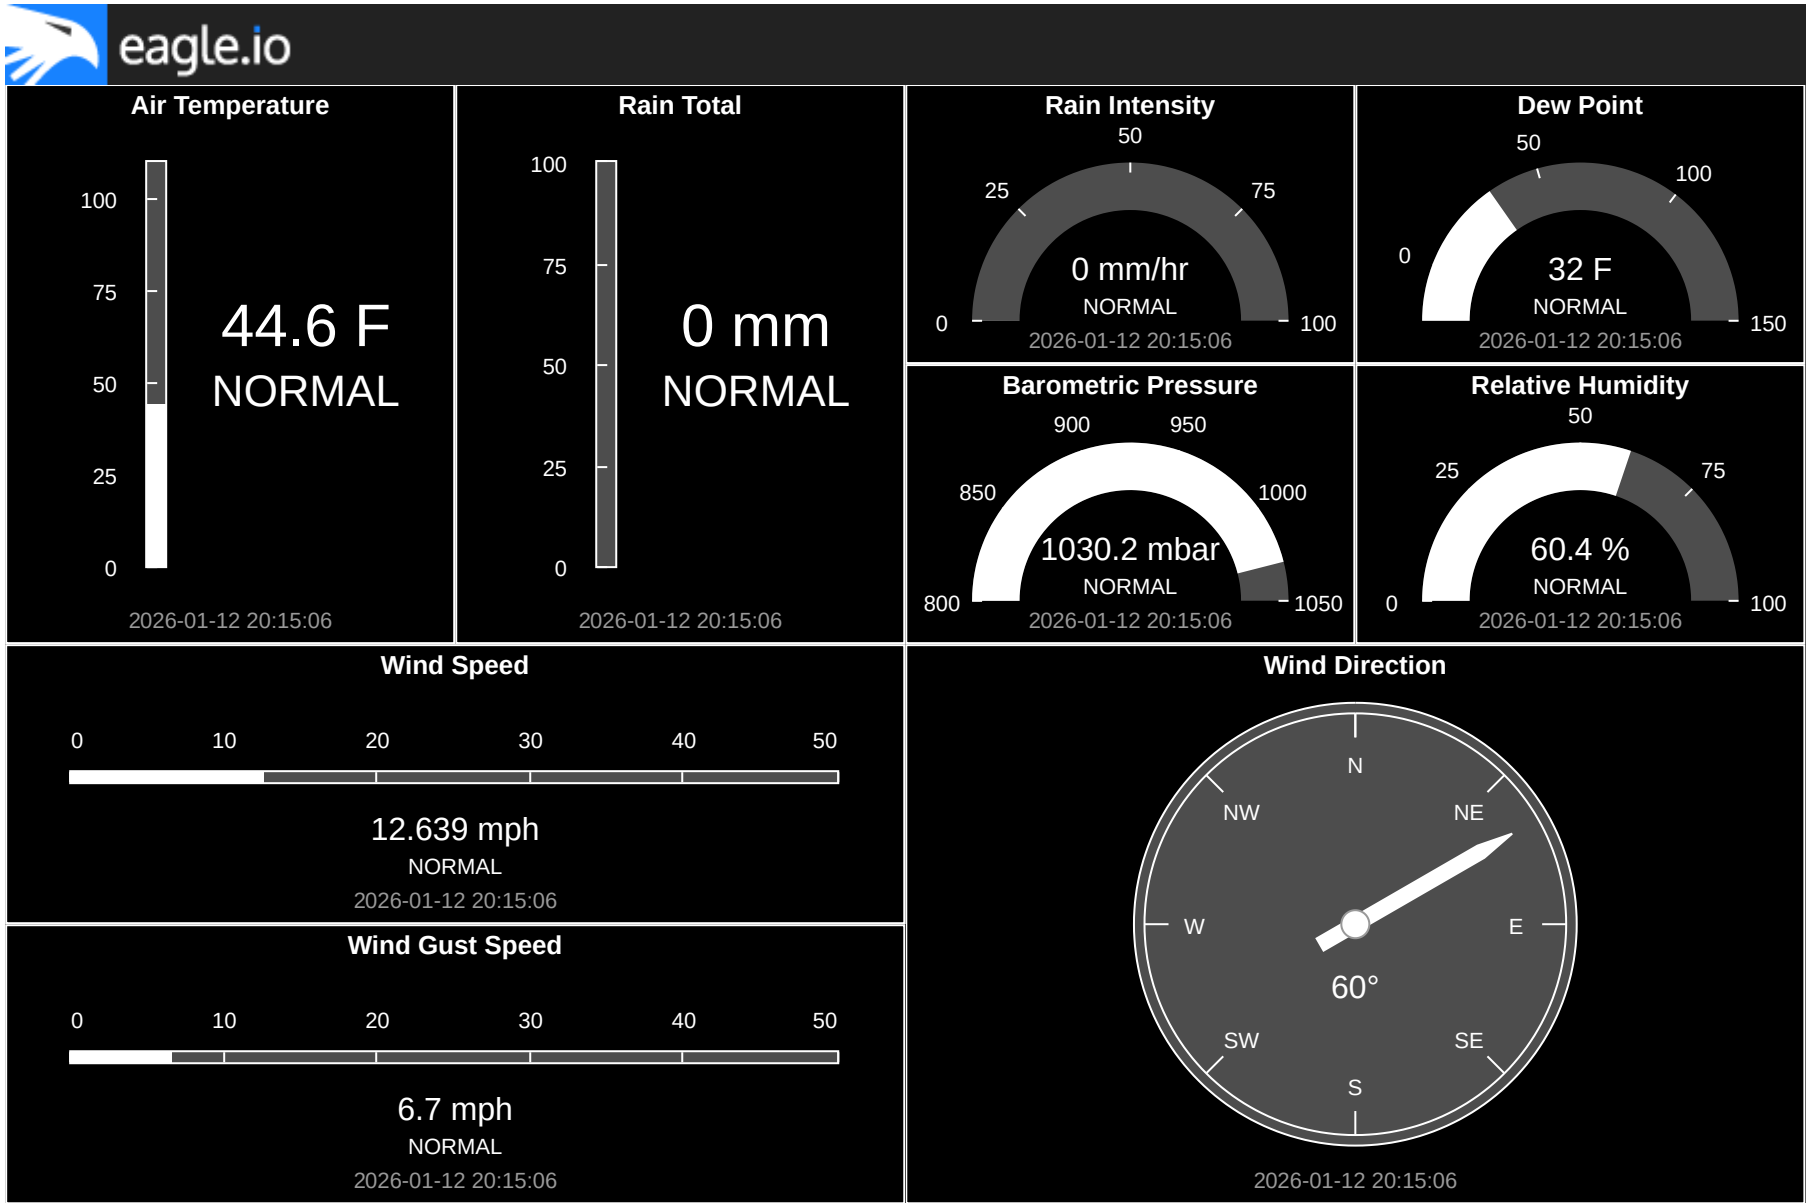 eagle.io
Air Temperature
100
75
50
25
0
44.6 F
NORMAL
2026-01-12 20:15:06
Rain Total
100
75
50
25
0
0 mm
NORMAL
2026-01-12 20:15:06
Rain Intensity
0
25
50
75
100
0 mm/hr
NORMAL
2026-01-12 20:15:06
Dew Point
0
50
100
150
32 F
NORMAL
2026-01-12 20:15:06
Barometric Pressure
800
850
900
950
1000
1050
1030.2 mbar
NORMAL
2026-01-12 20:15:06
Relative Humidity
0
25
50
75
100
60.4 %
NORMAL
2026-01-12 20:15:06
Wind Speed
0 10 20 30 40 50
12.639 mph
NORMAL
2026-01-12 20:15:06
Wind Gust Speed
0 10 20 30 40 50
6.7 mph
NORMAL
2026-01-12 20:15:06
Wind Direction
N
NW NE
W E
60°
SW SE
S
2026-01-12 20:15:06